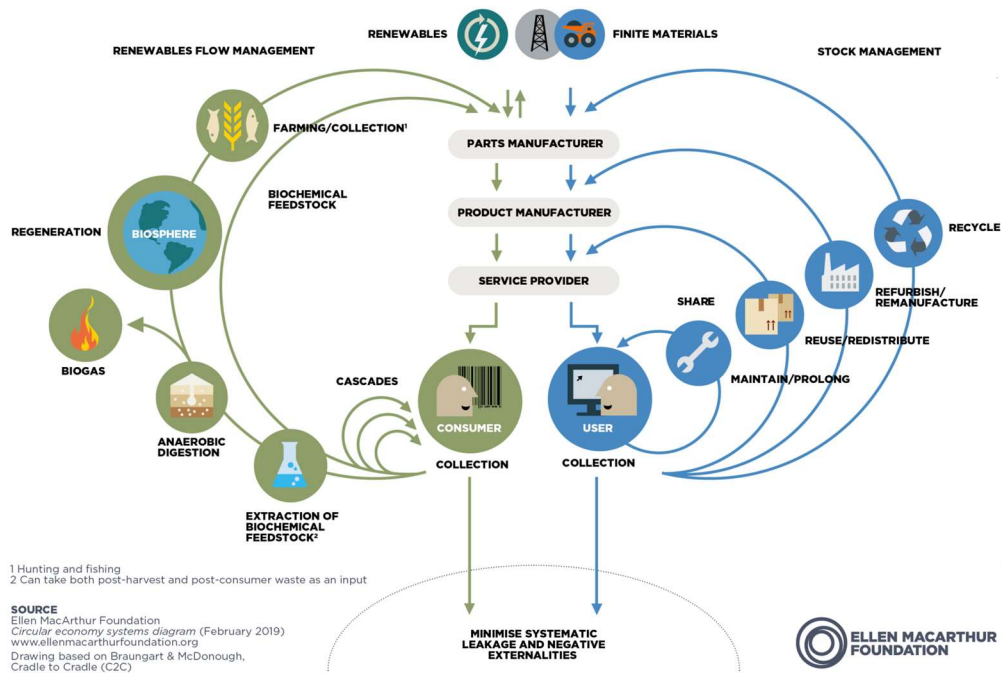 RENEWABLES
FINITE MATERIALS
RENEWABLES FLOW MANAGEMENT
STOCK MANAGEMENT
FARMING/COLLECTION¹
PARTS MANUFACTURER
BIOCHEMICAL
FEEDSTOCK
PRODUCT MANUFACTURER
REGENERATION
BIOSPHERE
RECYCLE
SERVICE PROVIDER
REFURBISH/
REMANUFACTURE
SHARE
REUSE/REDISTRIBUTE
BIOGAS
MAINTAIN/PROLONG
CASCADES
CONSUMER
USER
ANAEROBIC
DIGESTION
COLLECTION
COLLECTION
EXTRACTION OF
BIOCHEMICAL
FEEDSTOCK²
1 Hunting and fishing
2 Can take both post-harvest and post-consumer waste as an input
SOURCE
Ellen MacArthur Foundation
Circular economy systems diagram (February 2019)
www.ellenmacarthurfoundation.org
Drawing based on Braungart & McDonough,
Cradle to Cradle (C2C)
MINIMISE SYSTEMATIC
LEAKAGE AND NEGATIVE
EXTERNALITIES
ELLEN MACARTHUR
FOUNDATION